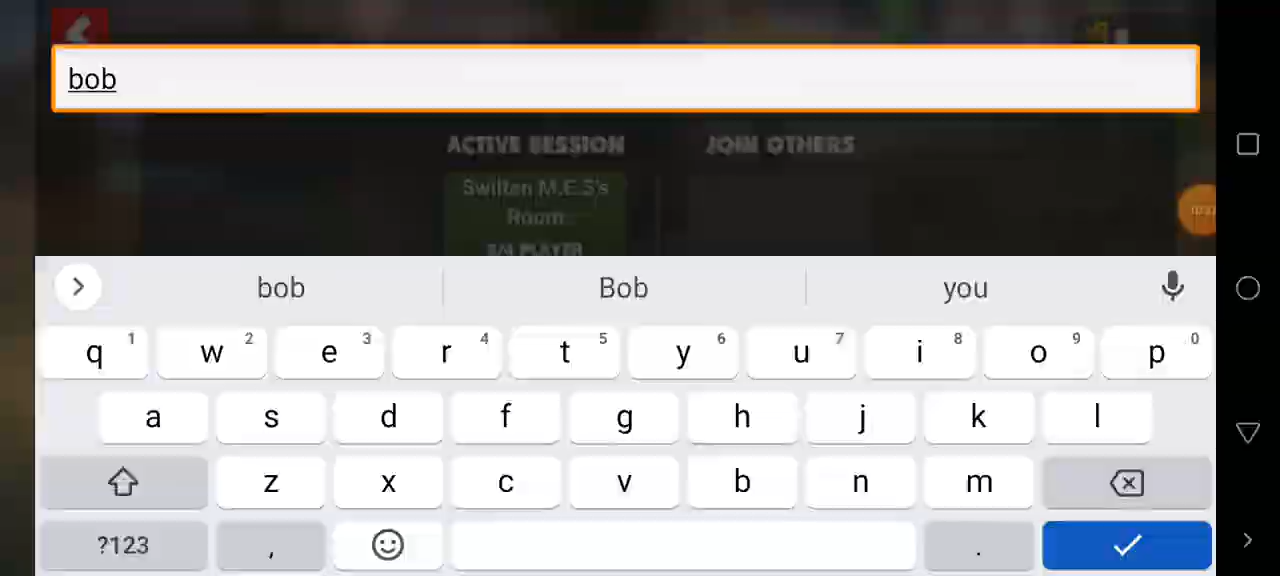 bob
ACTIVE SESSION
JOIN OTHERS
Room
PLAYER
bob Bob you
q 1 w 2 e 3 r 4 t 5 y 6 u 7 i 8 o 9 p 0
a s d f g h j k l
z x c v b n m
?123 , .